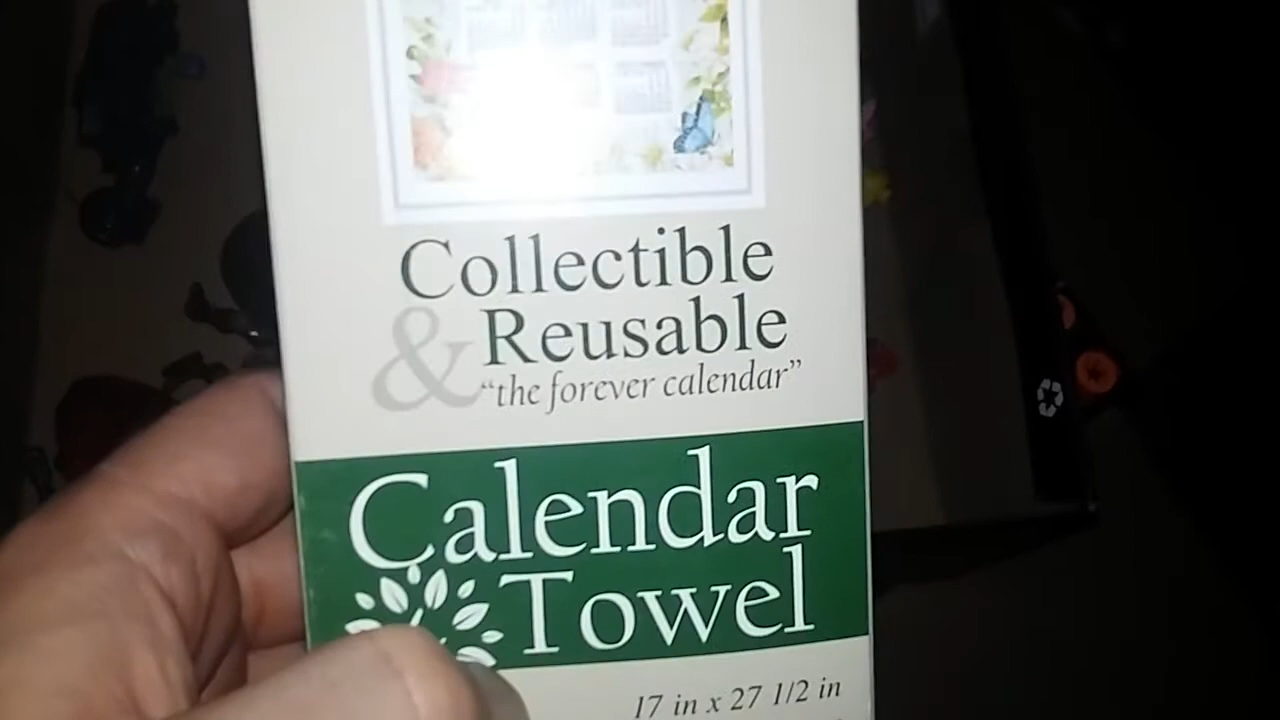 Collectible
& Reusable
“the forever calendar”
Calendar
Towel
17 in x 27 1/2 in